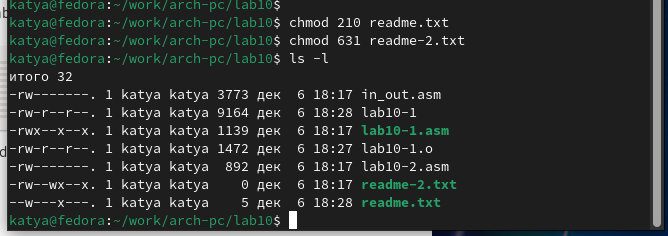 katya@fedora:~/work/arch-pc/lab10$
katya@fedora:~/work/arch-pc/lab10$ chmod 210 readme.txt
katya@fedora:~/work/arch-pc/lab10$ chmod 631 readme-2.txt
katya@fedora:~/work/arch-pc/lab10$ ls -l
итого 32
-rw-------. 1 katya katya 3773 дек  6 18:17 in_out.asm
-rw-r--r--. 1 katya katya 9164 дек  6 18:28 lab10-1
-rwx--x--x. 1 katya katya 1139 дек  6 18:17 lab10-1.asm
-rw-r--r--. 1 katya katya 1472 дек  6 18:27 lab10-1.o
-rw-------. 1 katya katya  892 дек  6 18:17 lab10-2.asm
-rw--wx--x. 1 katya katya    0 дек  6 18:17 readme-2.txt
--w---x---. 1 katya katya    5 дек  6 18:28 readme.txt
katya@fedora:~/work/arch-pc/lab10$